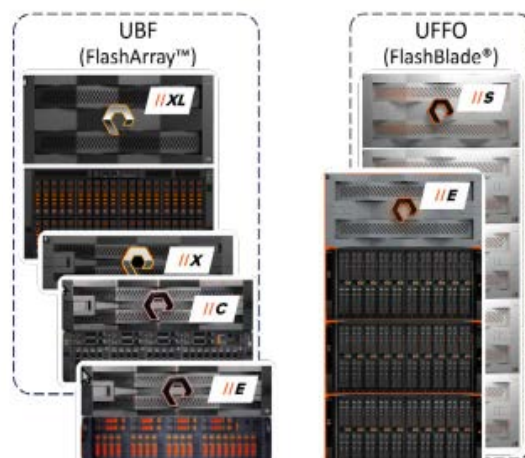 UBF
(FlashArray™)
//XL
//X
//C
//E
UFFO
(FlashBlade®)
//S
//E